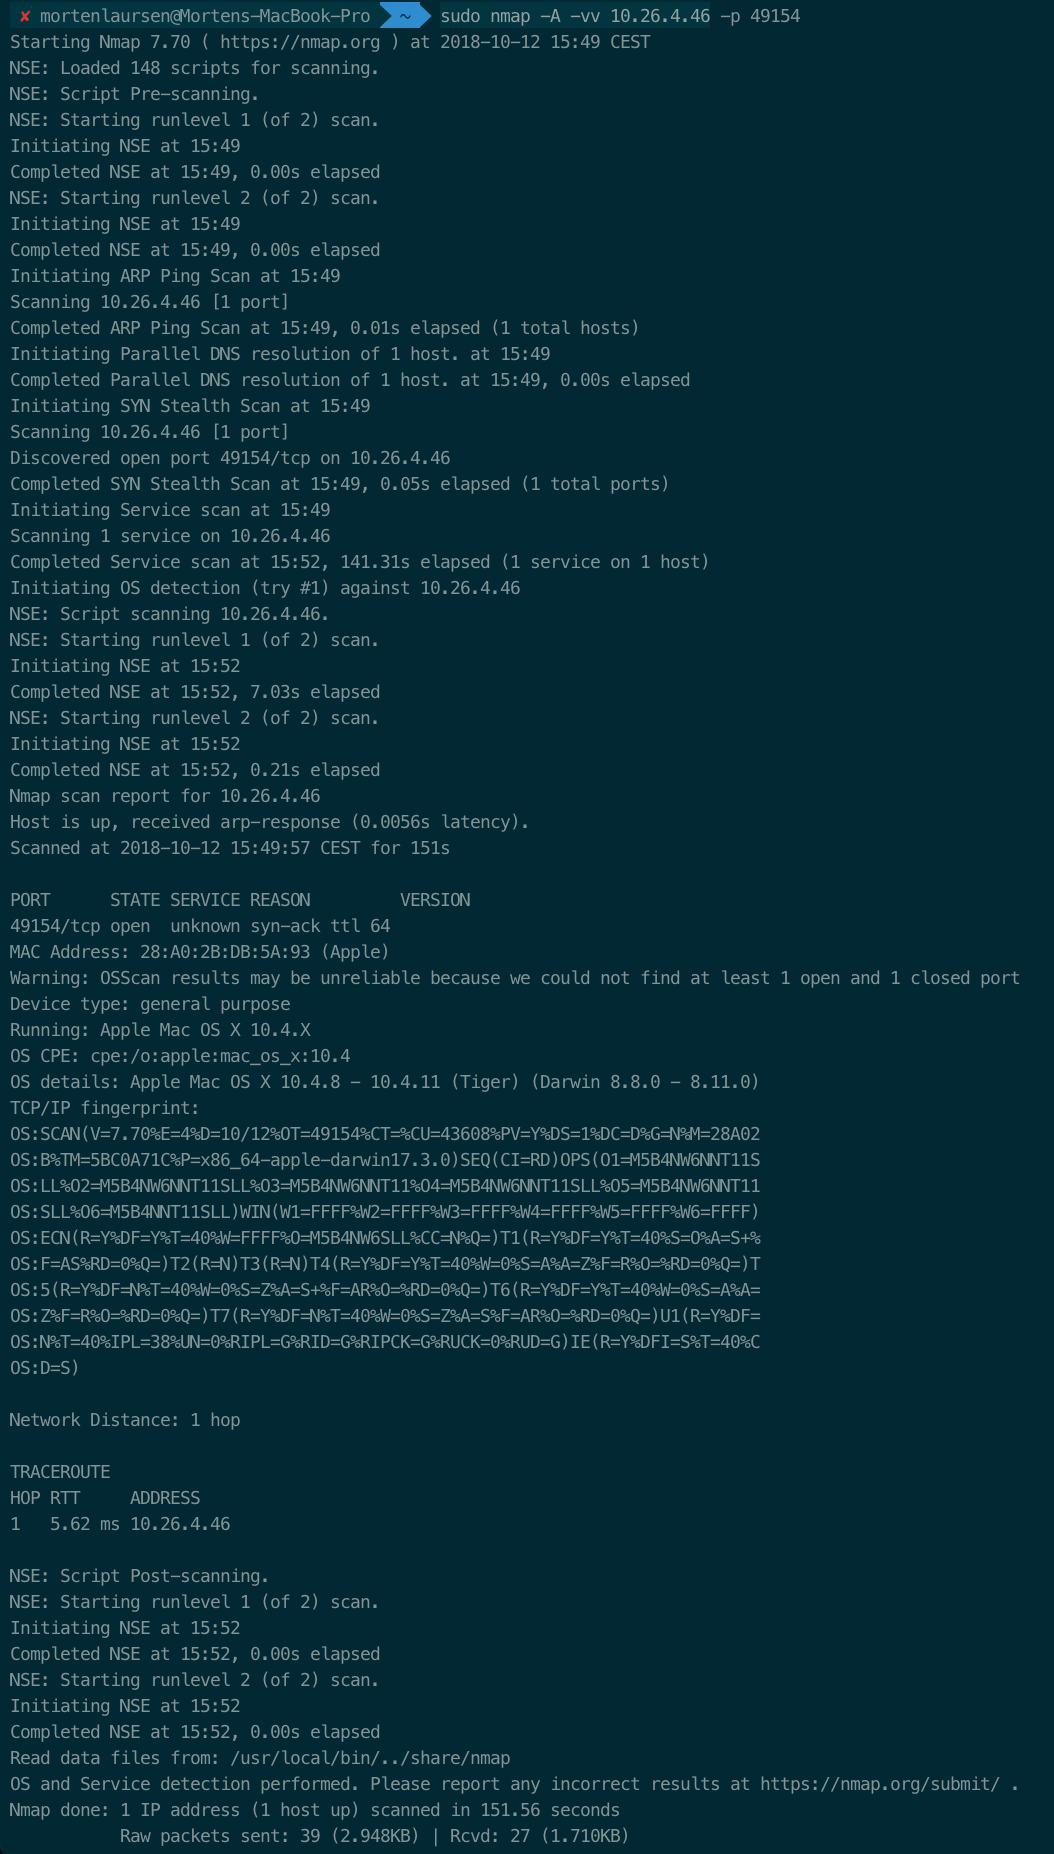 ✘ mortenlaursen@Mortens-MacBook-Pro ~ sudo nmap -A -vv 10.26.4.46 -p 49154
Starting Nmap 7.70 ( https://nmap.org ) at 2018-10-12 15:49 CEST
NSE: Loaded 148 scripts for scanning.
NSE: Script Pre-scanning.
NSE: Starting runlevel 1 (of 2) scan.
Initiating NSE at 15:49
Completed NSE at 15:49, 0.00s elapsed
NSE: Starting runlevel 2 (of 2) scan.
Initiating NSE at 15:49
Completed NSE at 15:49, 0.00s elapsed
Initiating ARP Ping Scan at 15:49
Scanning 10.26.4.46 [1 port]
Completed ARP Ping Scan at 15:49, 0.01s elapsed (1 total hosts)
Initiating Parallel DNS resolution of 1 host. at 15:49
Completed Parallel DNS resolution of 1 host. at 15:49, 0.00s elapsed
Initiating SYN Stealth Scan at 15:49
Scanning 10.26.4.46 [1 port]
Discovered open port 49154/tcp on 10.26.4.46
Completed SYN Stealth Scan at 15:49, 0.05s elapsed (1 total ports)
Initiating Service scan at 15:49
Scanning 1 service on 10.26.4.46
Completed Service scan at 15:52, 141.31s elapsed (1 service on 1 host)
Initiating OS detection (try #1) against 10.26.4.46
NSE: Script scanning 10.26.4.46.
NSE: Starting runlevel 1 (of 2) scan.
Initiating NSE at 15:52
Completed NSE at 15:52, 7.03s elapsed
NSE: Starting runlevel 2 (of 2) scan.
Initiating NSE at 15:52
Completed NSE at 15:52, 0.21s elapsed
Nmap scan report for 10.26.4.46
Host is up, received arp-response (0.0056s latency).
Scanned at 2018-10-12 15:49:57 CEST for 151s

PORT      STATE SERVICE REASON         VERSION
49154/tcp open  unknown syn-ack ttl 64
MAC Address: 28:A0:2B:DB:5A:93 (Apple)
Warning: OSScan results may be unreliable because we could not find at least 1 open and 1 closed port
Device type: general purpose
Running: Apple Mac OS X 10.4.X
OS CPE: cpe:/o:apple:mac_os_x:10.4
OS details: Apple Mac OS X 10.4.8 - 10.4.11 (Tiger) (Darwin 8.8.0 - 8.11.0)
TCP/IP fingerprint:
OS:SCAN(V=7.70%E=4%D=10/12%OT=49154%CT=%CU=43608%PV=Y%DS=1%DC=D%G=N%M=28A02
OS:B%TM=5BC0A71C%P=x86_64-apple-darwin17.3.0)SEQ(CI=RD)OPS(O1=M5B4NW6NNT11S
OS:LL%O2=M5B4NW6NNT11SLL%O3=M5B4NW6NNT11%O4=M5B4NW6NNT11SLL%O5=M5B4NW6NNT11
OS:SLL%O6=M5B4NNT11SLL)WIN(W1=FFFF%W2=FFFF%W3=FFFF%W4=FFFF%W5=FFFF%W6=FFFF)
OS:ECN(R=Y%DF=Y%T=40%W=FFFF%O=M5B4NW6SLL%CC=N%Q=)T1(R=Y%DF=Y%T=40%S=O%A=S+%
OS:F=AS%RD=0%Q=)T2(R=N)T3(R=N)T4(R=Y%DF=Y%T=40%W=0%S=A%A=Z%F=R%O=%RD=0%Q=)T
OS:5(R=Y%DF=N%T=40%W=0%S=Z%A=S+%F=AR%O=%RD=0%Q=)T6(R=Y%DF=Y%T=40%W=0%S=A%A=
OS:Z%F=R%O=%RD=0%Q=)T7(R=Y%DF=N%T=40%W=0%S=Z%A=S%F=AR%O=%RD=0%Q=)U1(R=Y%DF=
OS:N%T=40%IPL=38%UN=0%RIPL=G%RID=G%RIPCK=G%RUCK=0%RUD=G)IE(R=Y%DFI=S%T=40%C
OS:D=S)

Network Distance: 1 hop

TRACEROUTE
HOP RTT     ADDRESS
1   5.62 ms 10.26.4.46

NSE: Script Post-scanning.
NSE: Starting runlevel 1 (of 2) scan.
Initiating NSE at 15:52
Completed NSE at 15:52, 0.00s elapsed
NSE: Starting runlevel 2 (of 2) scan.
Initiating NSE at 15:52
Completed NSE at 15:52, 0.00s elapsed
Read data files from: /usr/local/bin/../share/nmap
OS and Service detection performed. Please report any incorrect results at https://nmap.org/submit/ .
Nmap done: 1 IP address (1 host up) scanned in 151.56 seconds
           Raw packets sent: 39 (2.948KB) | Rcvd: 27 (1.710KB)